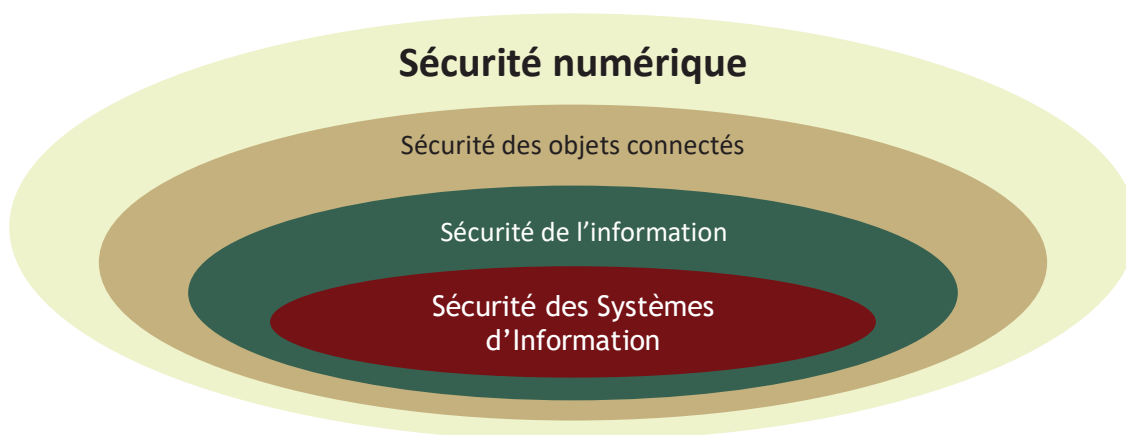 Sécurité numérique
Sécurité des objets connectés
Sécurité de l’information
Sécurité des Systèmes
d’Information